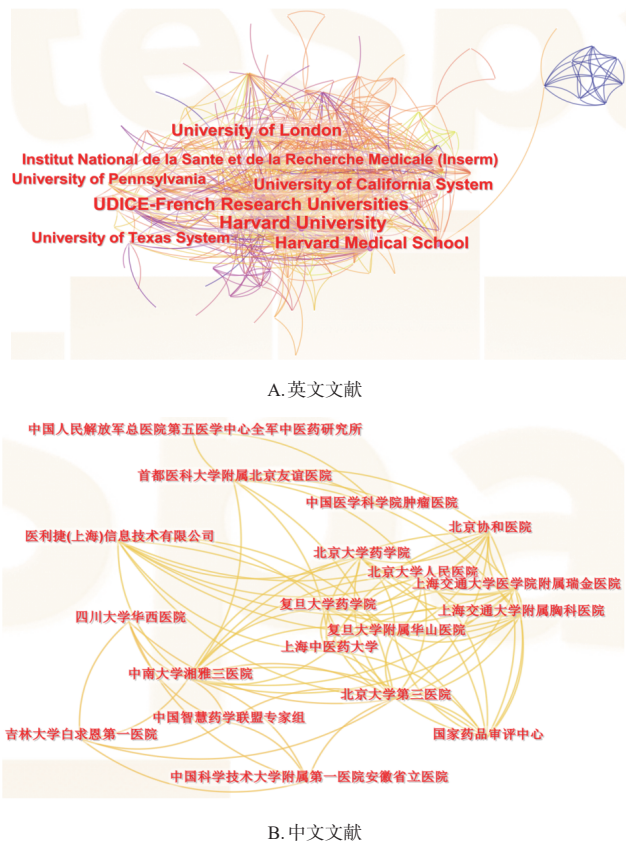 University of London
Institut National de la Sante et de la Recherche Medicale (Inserm)
University of Pennsylvania
University of California System
UDICE-French Research Universities
Harvard University
University of Texas System
Harvard Medical School
A.英文文献
中国人民解放军总医院第五医学中心全军中医药研究所
首都医科大学附属北京友谊医院
中国医学科学院肿瘤医院
北京协和医院
医利捷(上海)信息技术有限公司
北京大学药学院
北京大学人民医院
上海交通大学医学院附属瑞金医院
复旦大学药学院
上海交通大学附属胸科医院
四川大学华西医院
复旦大学附属华山医院
上海中医药大学
中南大学湘雅三医院
北京大学第三医院
中国智慧药学联盟专家组
吉林大学白求恩第一医院
国家药品审评中心
中国科学技术大学附属第一医院安徽省立医院
B.中文文献